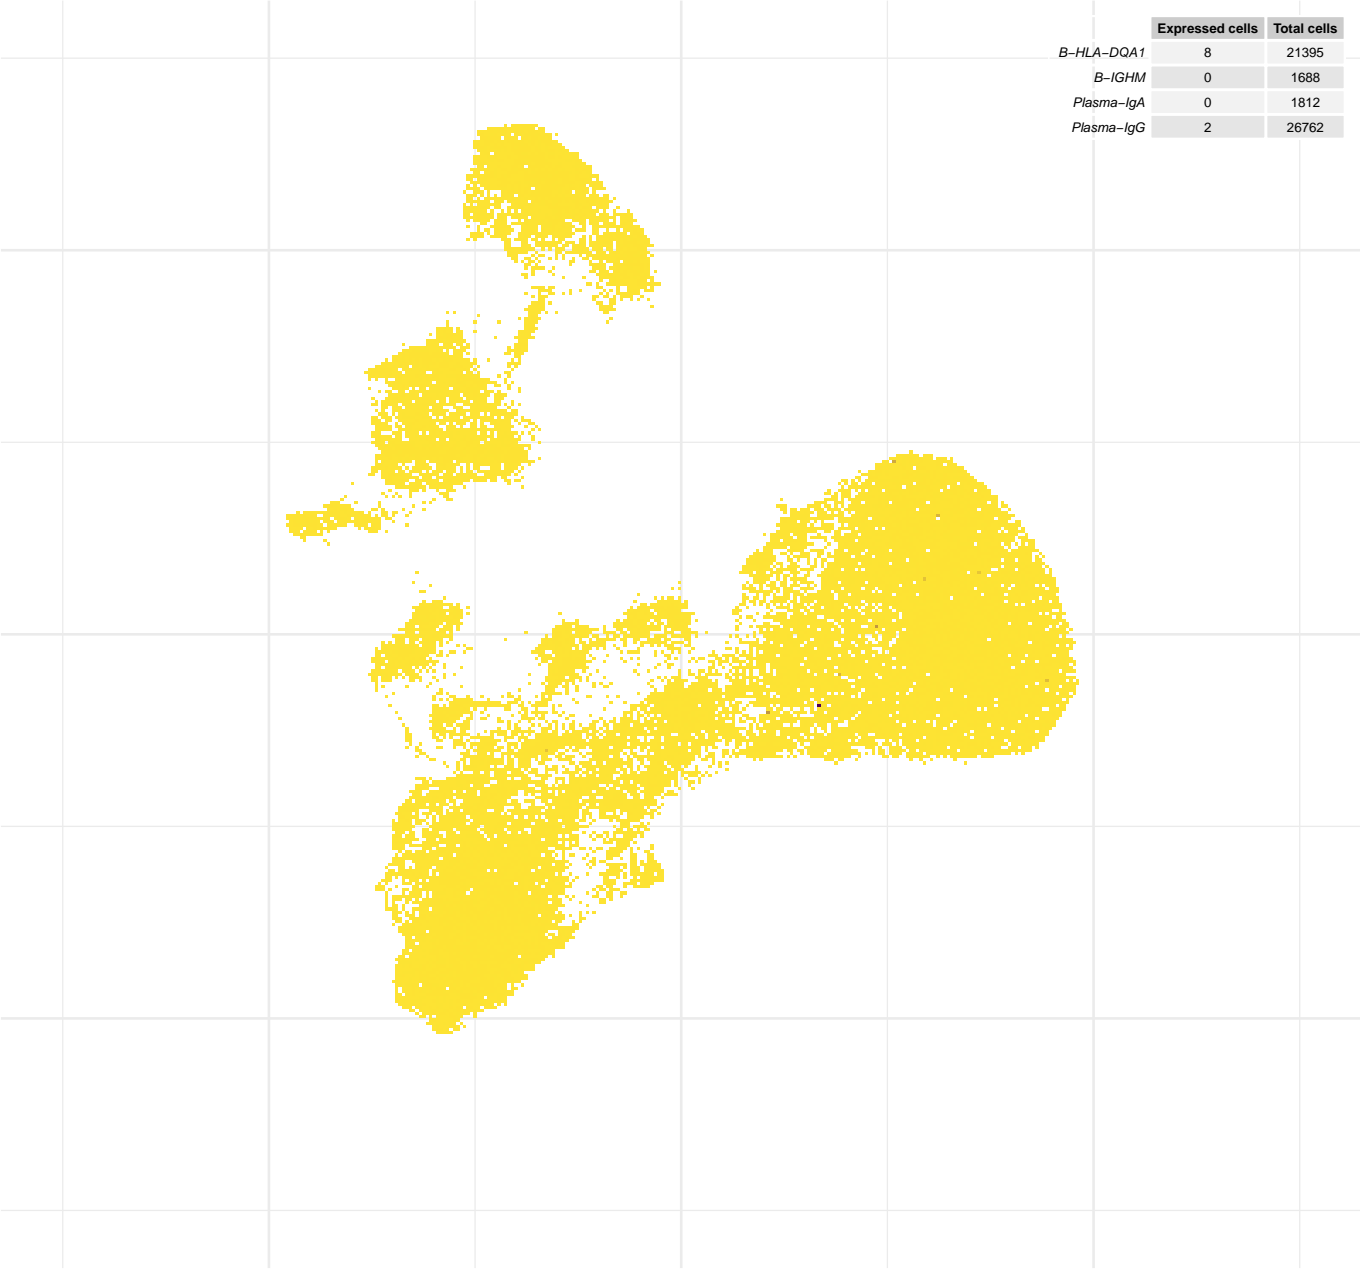 Expressed cells Total cells
B−HLA−DQA1 8 21395
B−IGHM 0 1688
Plasma−IgA 0 1812
Plasma−IgG 2 26762